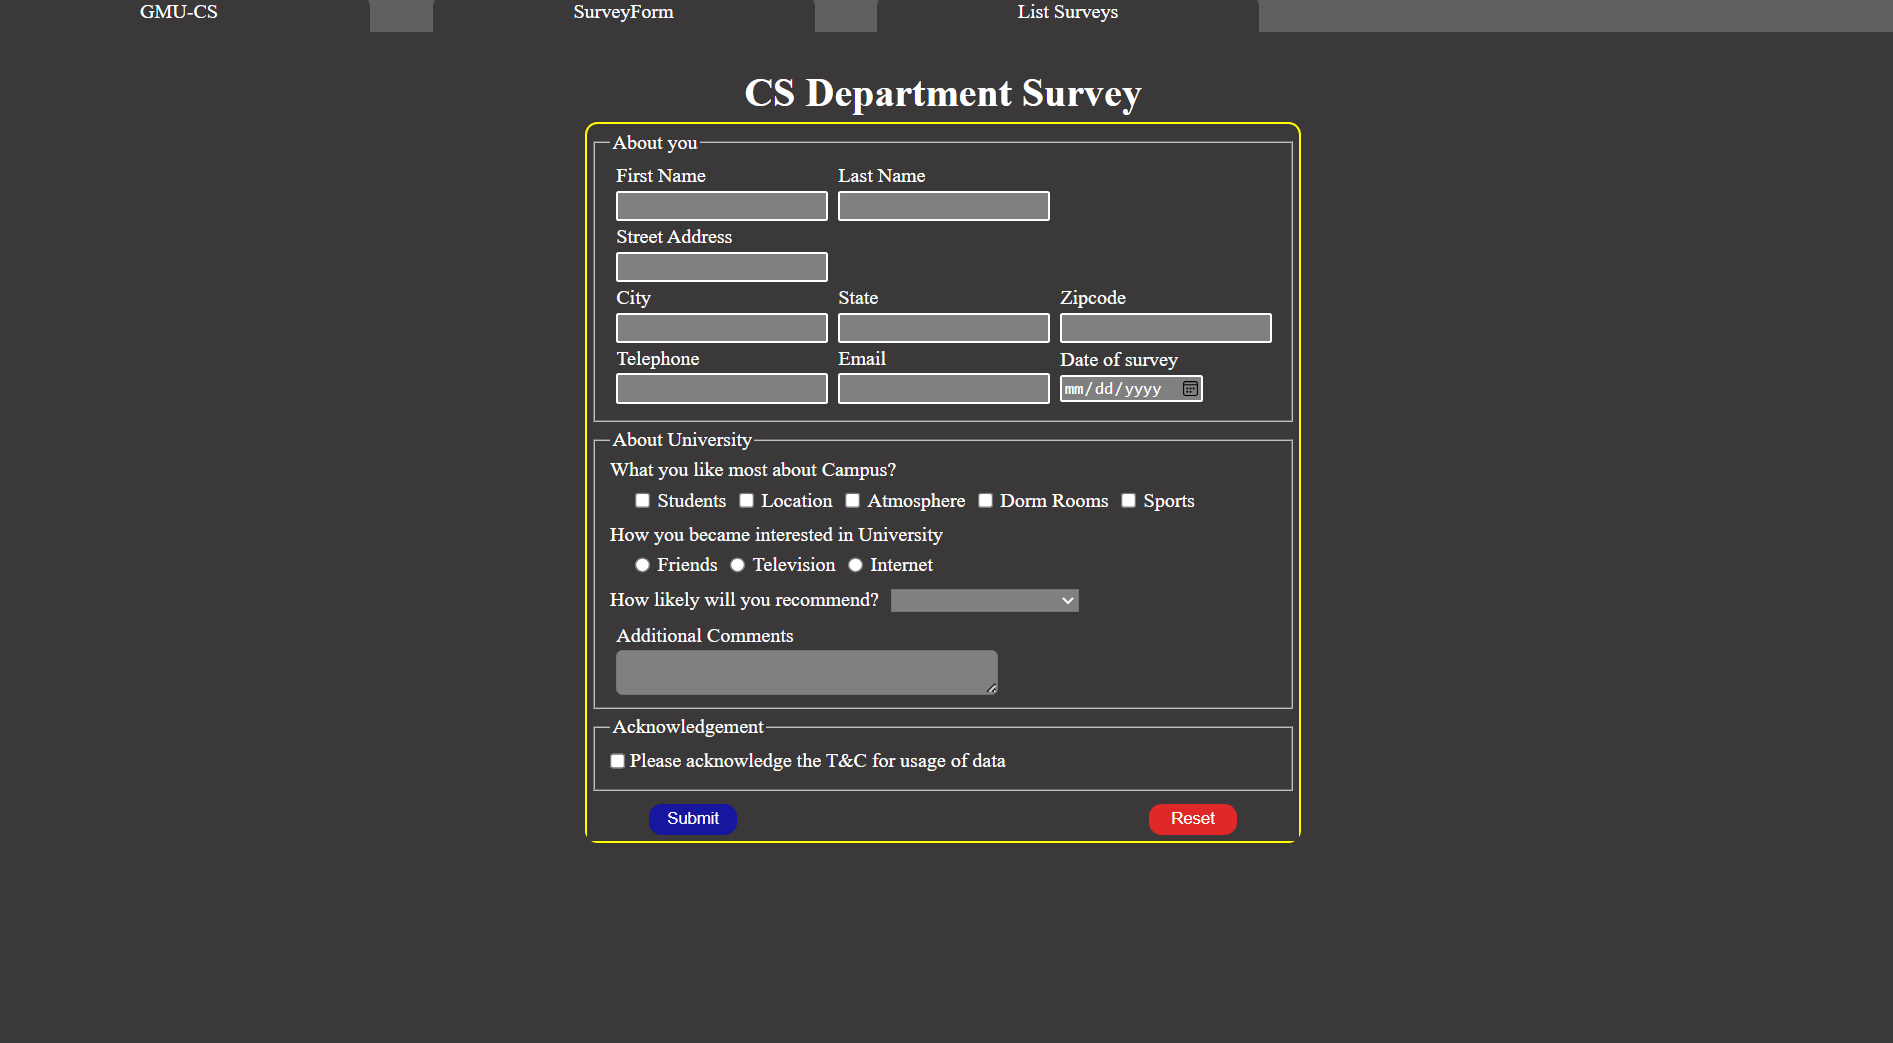 GMU-CS SurveyForm List Surveys
CS Department Survey
About you
First Name Last Name
Street Address
City State Zipcode
Telephone Email Date of survey
mm/dd/yyyy
About University
What you like most about Campus?
Students Location Atmosphere Dorm Rooms Sports
How you became interested in University
Friends Television Internet
How likely will you recommend?
Additional Comments
Acknowledgement
Please acknowledge the T&C for usage of data
Submit Reset